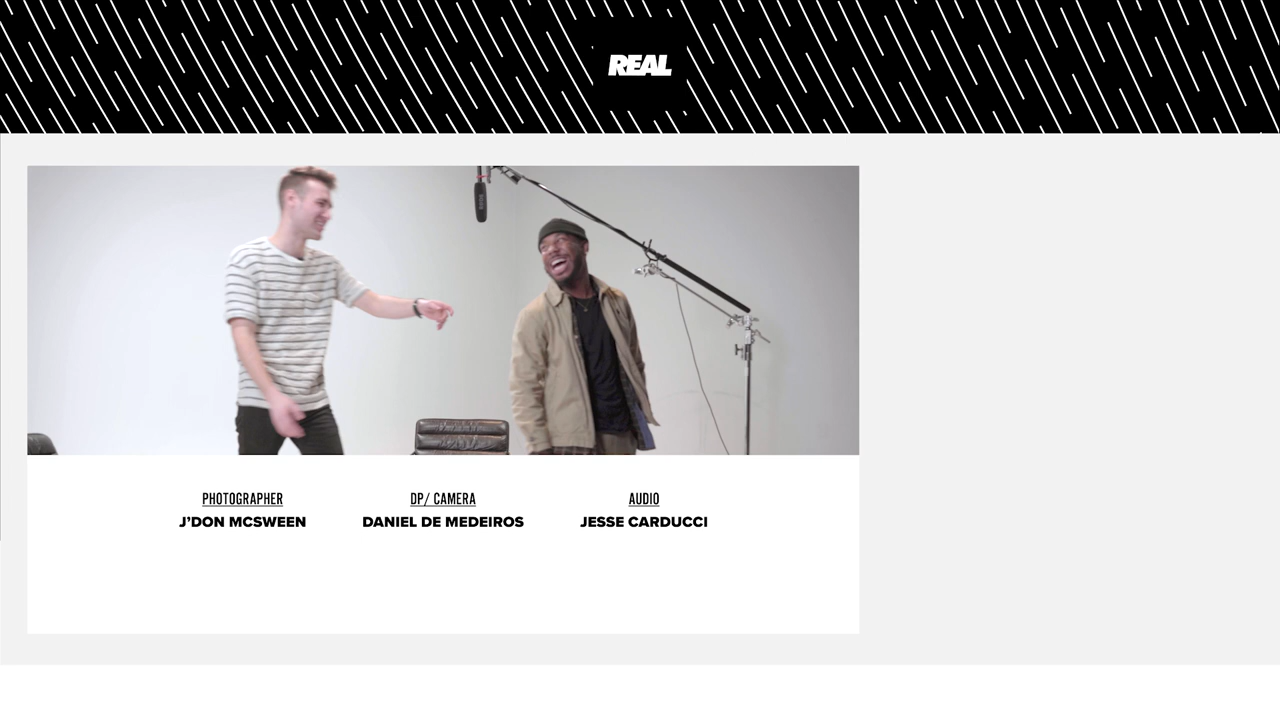 REAL
PHOTOGRAPHER
J’DON MCSWEEN
DP/ CAMERA
DANIEL DE MEDEIROS
AUDIO
JESSE CARDUCCI